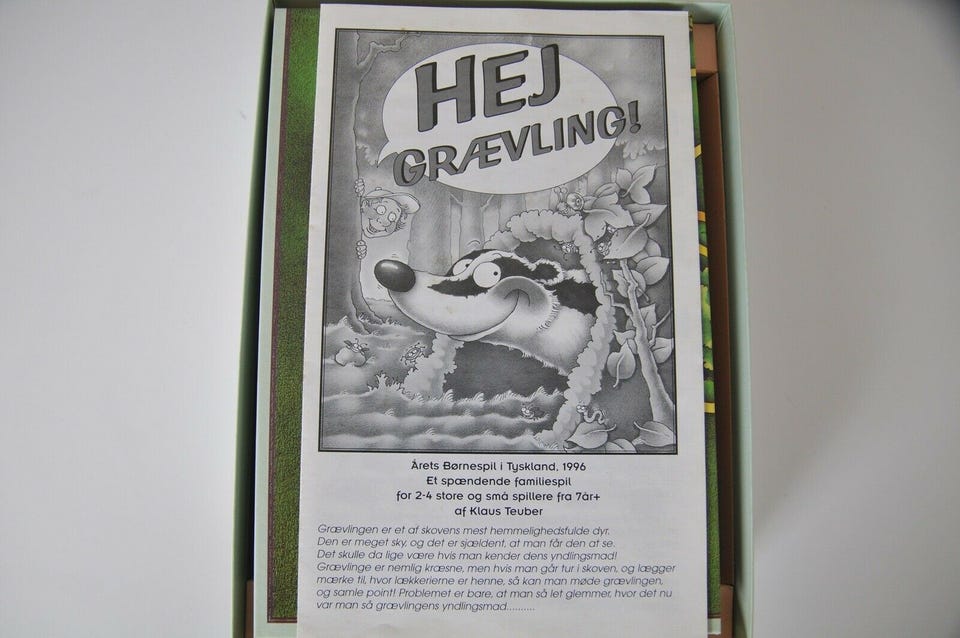 HEJ
GRÆVLING!
Årets Børnespil i Tyskland, 1996
Et spændende familiespil
for 2-4 store og små spillere fra 7år+
af Klaus Teuber
Grævlingen er et af skovens mest hemmelighedsfulde dyr.
Den er meget sky, og det er sjældent, at man får den at se.
Det skulle da lige være hvis man kender dens yndlingsmad!
Grævlinge er nemlig kræsne, men hvis man går tur i skoven, og lægger
mærke til, hvor lækkerierne er henne, så kan man møde grævlingen,
og samle point! Problemet er bare, at man så let glemmer, hvor det nu
var man så grævlingens yndlingsmad..........